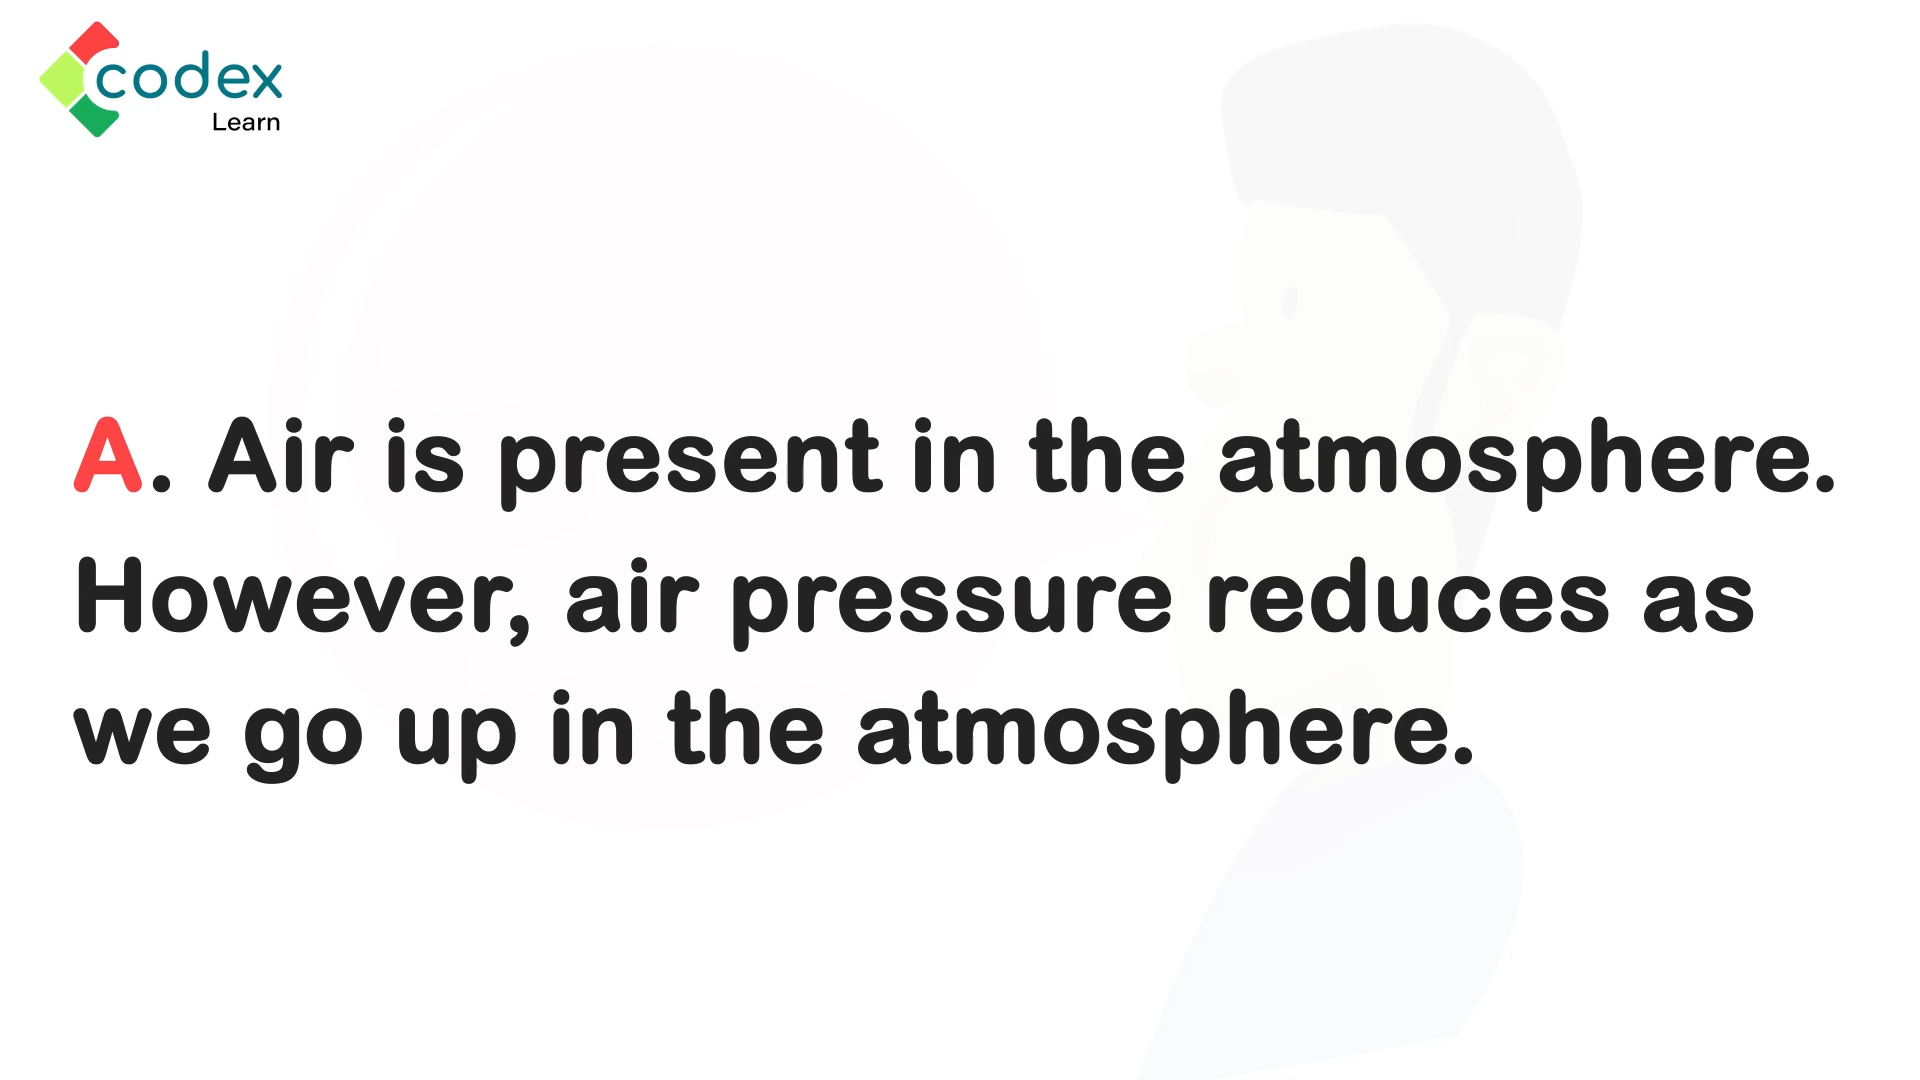 codex
Learn
A. Air is present in the atmosphere.
However, air pressure reduces as
we go up in the atmosphere.